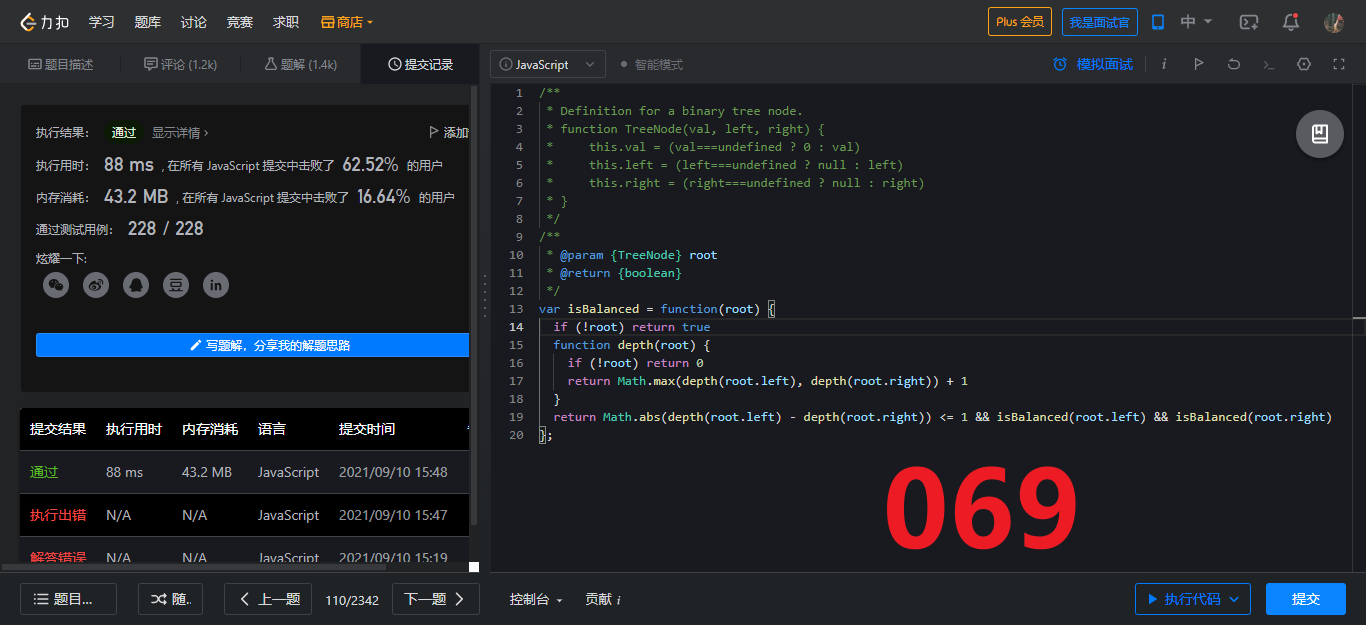 力扣 学习 题库 讨论 竞赛 求职 商店 Plus 会员 我是面试官 中
题目描述 评论 (1.2k) 题解 (1.4k) 提交记录
执行结果： 通过 显示详情 › 添加
执行用时： 88 ms , 在所有 JavaScript 提交中击败了 62.52% 的用户
内存消耗： 43.2 MB , 在所有 JavaScript 提交中击败了 16.64% 的用户
通过测试用例： 228 / 228
炫耀一下:
豆 in
写题解，分享我的解题思路
提交结果 执行用时 内存消耗 语言 提交时间
通过 88 ms 43.2 MB JavaScript 2021/09/10 15:48
执行出错 N/A N/A JavaScript 2021/09/10 15:47
解答错误 N/A N/A JavaScript 2021/09/10 15:19
i JavaScript 智能模式 模拟面试 i
1 /**
2 * Definition for a binary tree node.
3 * function TreeNode(val, left, right) {
4 *     this.val = (val===undefined ? 0 : val)
5 *     this.left = (left===undefined ? null : left)
6 *     this.right = (right===undefined ? null : right)
7 * }
8 */
9 /**
10 * @param {TreeNode} root
11 * @return {boolean}
12 */
13 var isBalanced = function(root) {
14   if (!root) return true
15   function depth(root) {
16     if (!root) return 0
17     return Math.max(depth(root.left), depth(root.right)) + 1
18   }
19   return Math.abs(depth(root.left) - depth(root.right)) <= 1 && isBalanced(root.left) && isBalanced(root.right)
20 };
069
题目... 随.. 上一题 110/2342 下一题 控制台 贡献 i 执行代码 提交